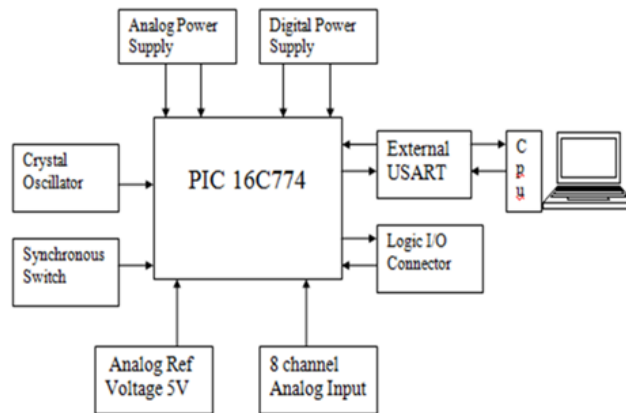 Analog Power
Supply
Digital Power
Supply
Crystal
Oscillator
PIC 16C774
External
USART
C
p
u
Synchronous
Switch
Logic I/O
Connector
Analog Ref
Voltage 5V
8 channel
Analog Input